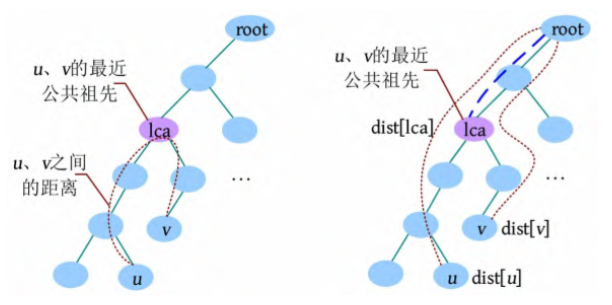 root
u、v的最近
公共祖先
lca
u、v之间
的距离
...
v
u
root
u、v的最近
公共祖先
dist[lca]
lca
...
v dist[v]
u dist[u]